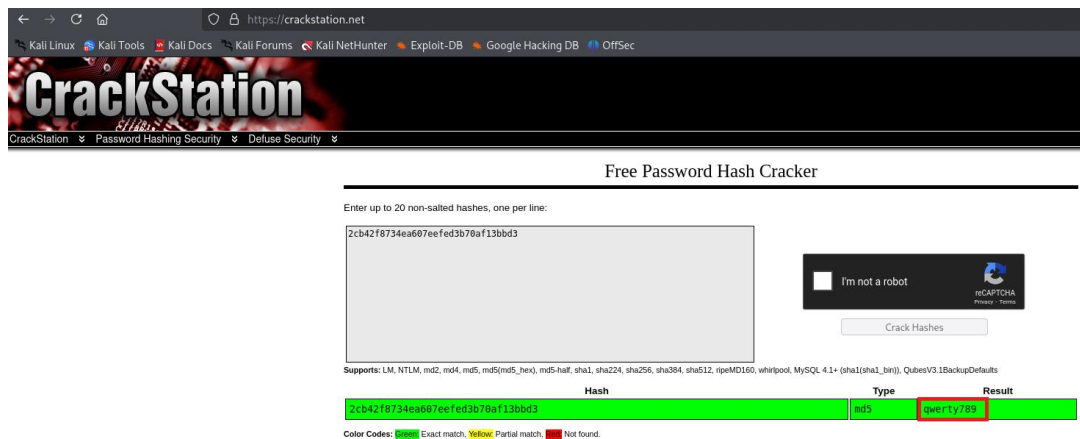 https://crackstation.net
Kali Linux Kali Tools Kali Docs Kali Forums Kali NetHunter Exploit-DB Google Hacking DB OffSec
CrackStation
CrackStation Password Hashing Security Defuse Security
Free Password Hash Cracker
Enter up to 20 non-salted hashes, one per line:
2cb42f8734ea607eefed3b70af13bbd3
I'm not a robot
reCAPTCHA
Privacy - Terms
Crack Hashes
Supports: LM, NTLM, md2, md4, md5, md5(md5_hex), md5-half, sha1, sha224, sha256, sha384, sha512, ripeMD160, whirlpool, MySQL 4.1+ (sha1(sha1_bin)), QubesV3.1BackupDefaults
Hash Type Result
2cb42f8734ea607eefed3b70af13bbd3 md5 qwerty789
Color Codes: Green: Exact match, Yellow: Partial match, Red: Not found.